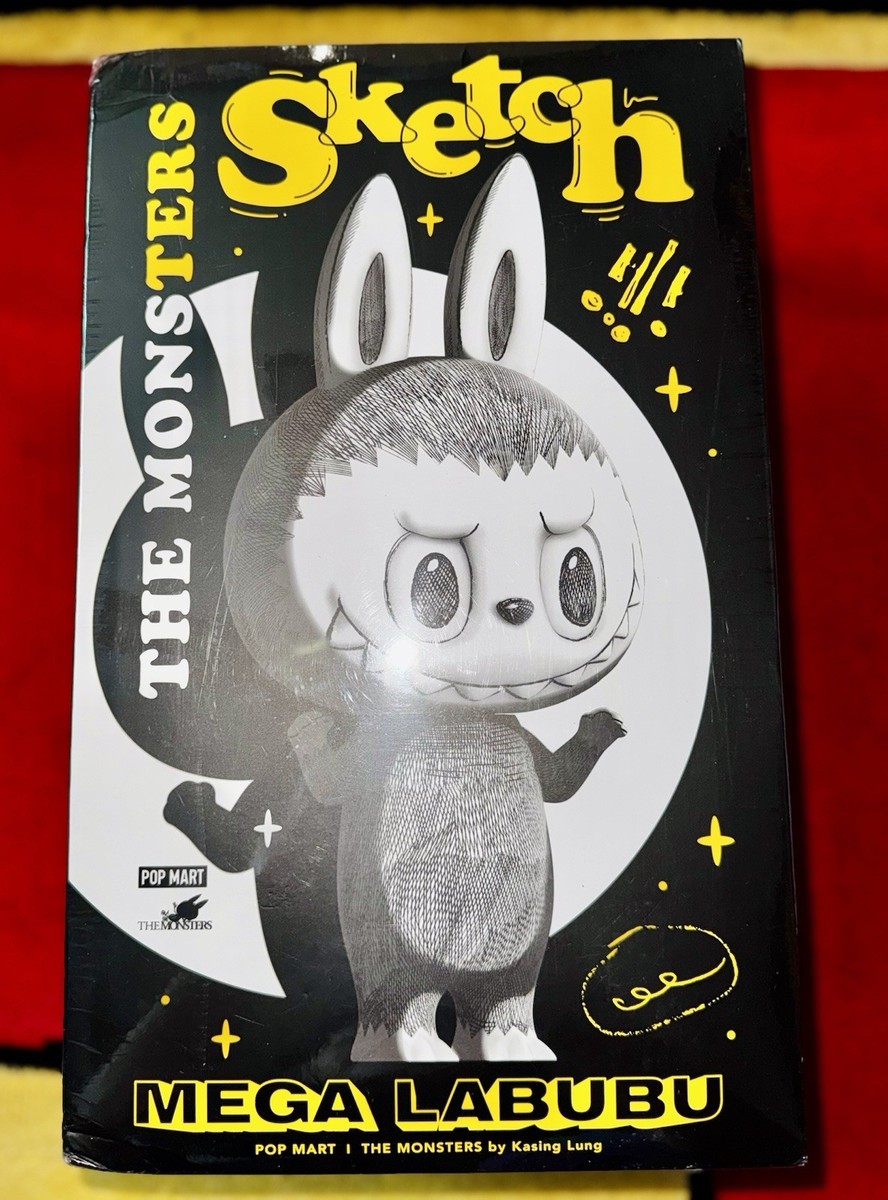 Sketch
THE MONSTERS
POP MART
THE MONSTERS
MEGA LABUBU
POP MART I THE MONSTERS by Kasing Lung